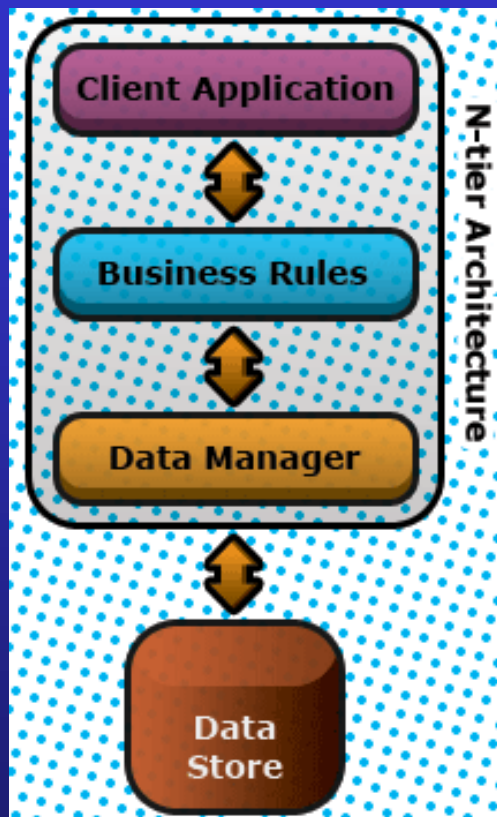 Client Application
N-tier Architecture
Business Rules
Data Manager
Data
Store